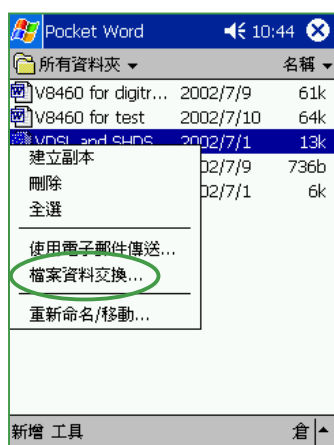 Pocket Word 10:44
所有資料夾 名稱
V8460 for digitr... 2002/7/9 61k
V8460 for test 2002/7/10 64k
VDSL and SHDS 2002/7/1 13k
建立副本
02/7/9 736b
刪除
02/7/1 6k
全選
使用電子郵件傳送...
檔案資料交換...
重新命名/移動...
新增 工具 倉